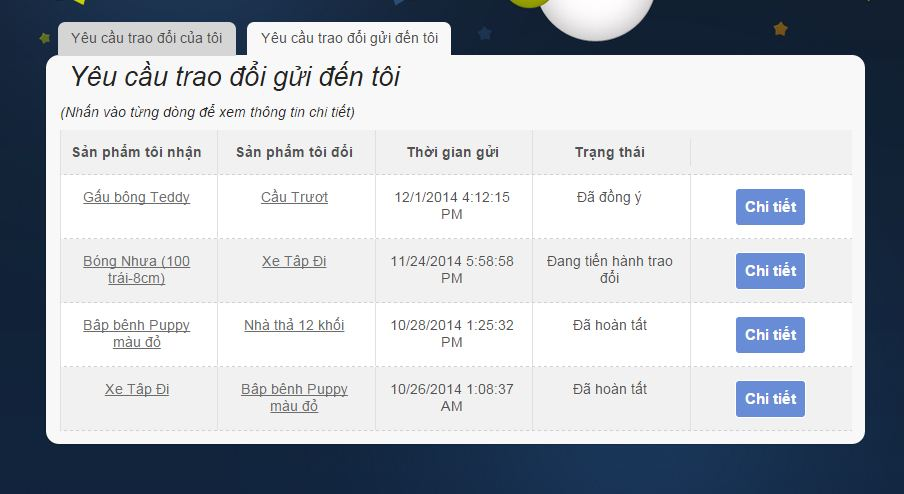 Yêu cầu trao đổi của tôi
Yêu cầu trao đổi gửi đến tôi
Yêu cầu trao đổi gửi đến tôi
(Nhấn vào từng dòng để xem thông tin chi tiết)
Sản phẩm tôi nhận
Sản phẩm tôi đổi
Thời gian gửi
Trạng thái
Gấu bông Teddy
Cầu Trượt
12/1/2014 4:12:15
PM
Đã đồng ý
Chi tiết
Bóng Nhưa (100
trái-8cm)
Xe Tâp Đi
11/24/2014 5:58:58
PM
Đang tiến hành trao
đổi
Chi tiết
Bâp bênh Puppy
màu đỏ
Nhà thả 12 khối
10/28/2014 1:25:32
PM
Đã hoàn tất
Chi tiết
Xe Tâp Đi
Bâp bênh Puppy
màu đỏ
10/26/2014 1:08:37
AM
Đã hoàn tất
Chi tiết